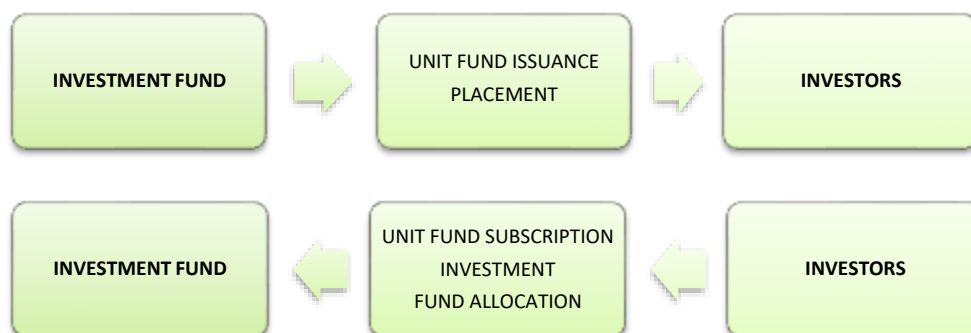 INVESTMENT FUND
UNIT FUND ISSUANCE
PLACEMENT
INVESTORS
INVESTMENT FUND
UNIT FUND SUBSCRIPTION
INVESTMENT
FUND ALLOCATION
INVESTORS